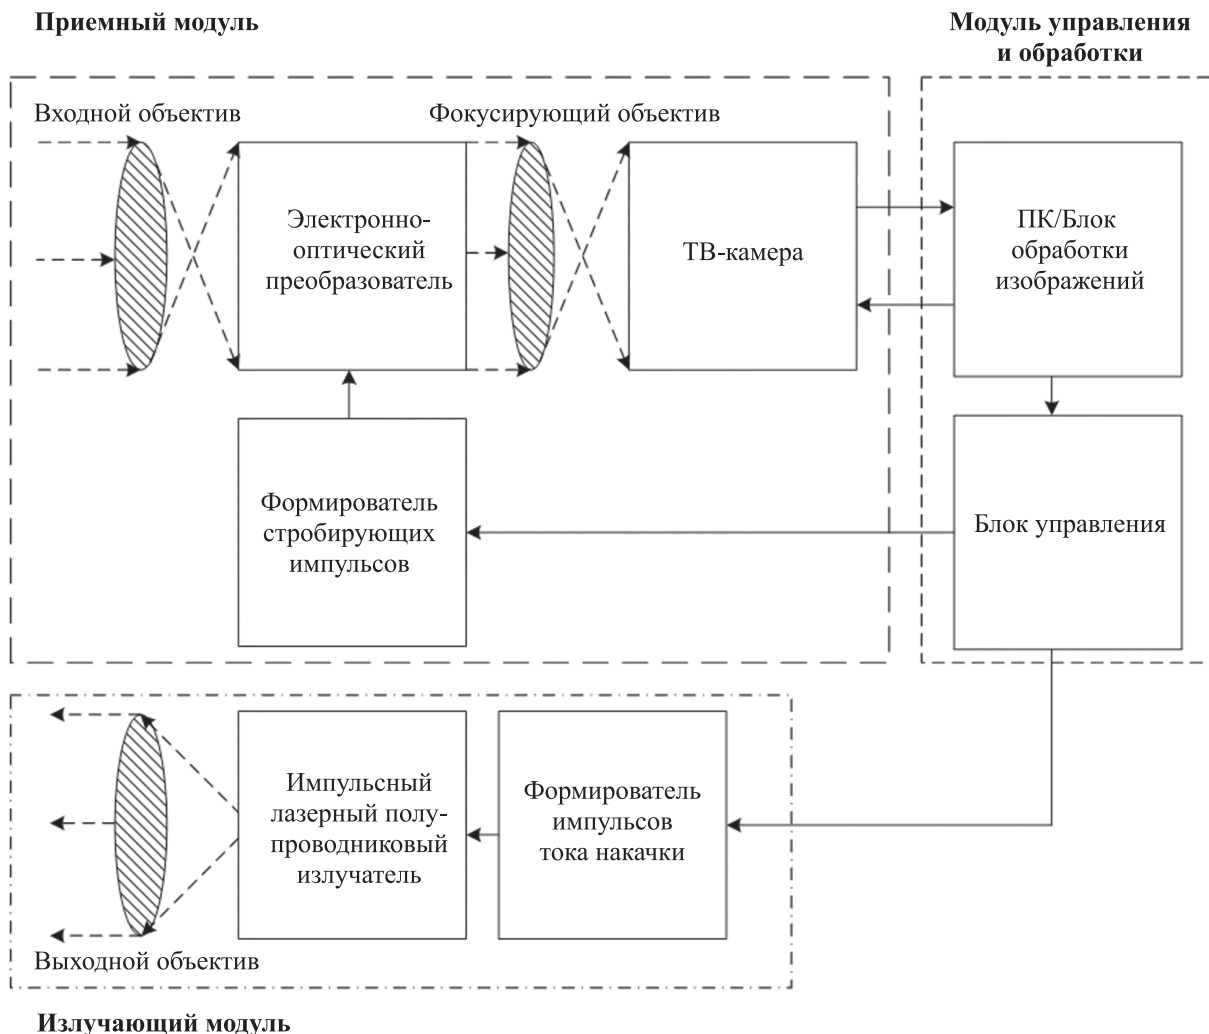 Приемный модуль
Модуль управления
и обработки
Входной объектив
Фокусирующий объектив
Электронно-
оптический
преобразователь
ТВ-камера
ПК/Блок
обработки
изображений
Формирователь
стробирующих
импульсов
Блок управления
Импульсный
лазерный полу-
проводниковый
излучатель
Формирователь
импульсов
тока накачки
Выходной объектив
Излучающий модуль